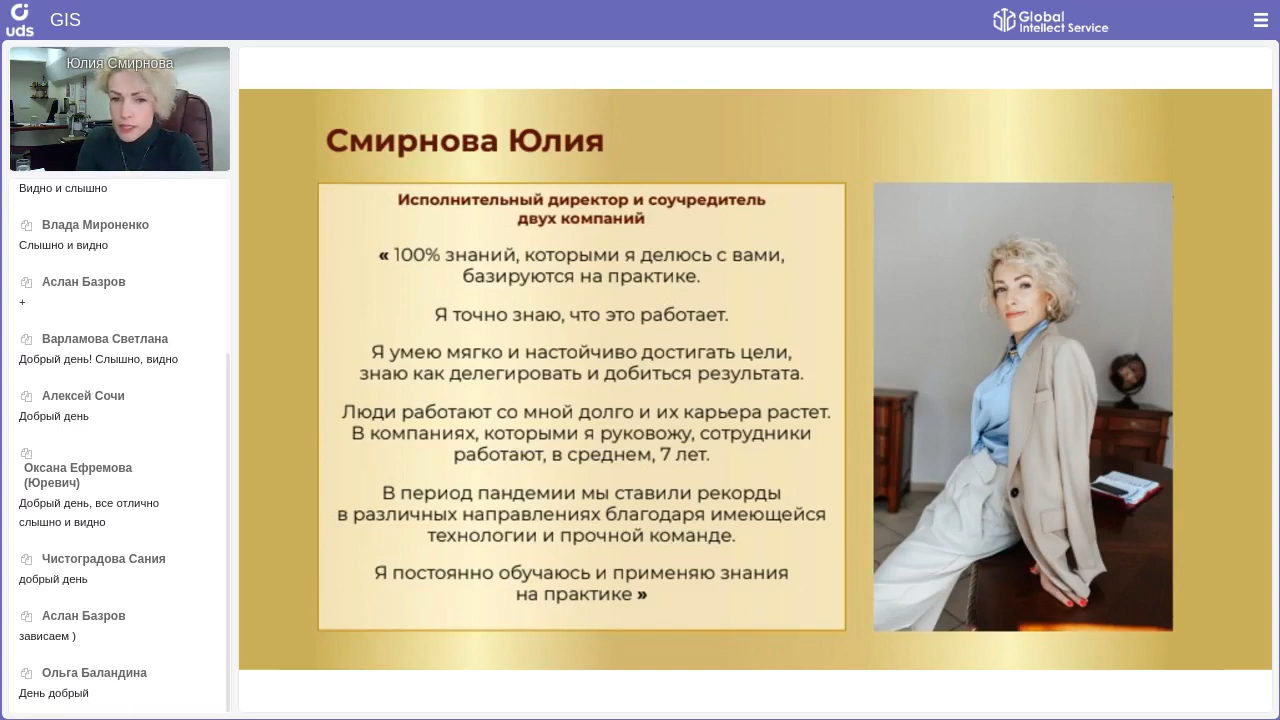 uds
GIS
Global
Intellect Service
Юлия Смирнова
Видно и слышно
Влада Мироненко
Слышно и видно
Аслан Базров
+
Варламова Светлана
Добрый день! Слышно, видно
Алексей Сочи
Добрый день
Оксана Ефремова
(Юревич)
Добрый день, все отлично
слышно и видно
Чистоградова Сания
добрый день
Аслан Базров
зависаем )
Ольга Баландина
День добрый
Смирнова Юлия
Исполнительный директор и соучредитель
двух компаний
« 100% знаний, которыми я делюсь с вами,
базируются на практике.
Я точно знаю, что это работает.
Я умею мягко и настойчиво достигать цели,
знаю как делегировать и добиться результата.
Люди работают со мной долго и их карьера растет.
В компаниях, которыми я руковожу, сотрудники
работают, в среднем, 7 лет.
В период пандемии мы ставили рекорды
в различных направлениях благодаря имеющейся
технологии и прочной команде.
Я постоянно обучаюсь и применяю знания
на практике »